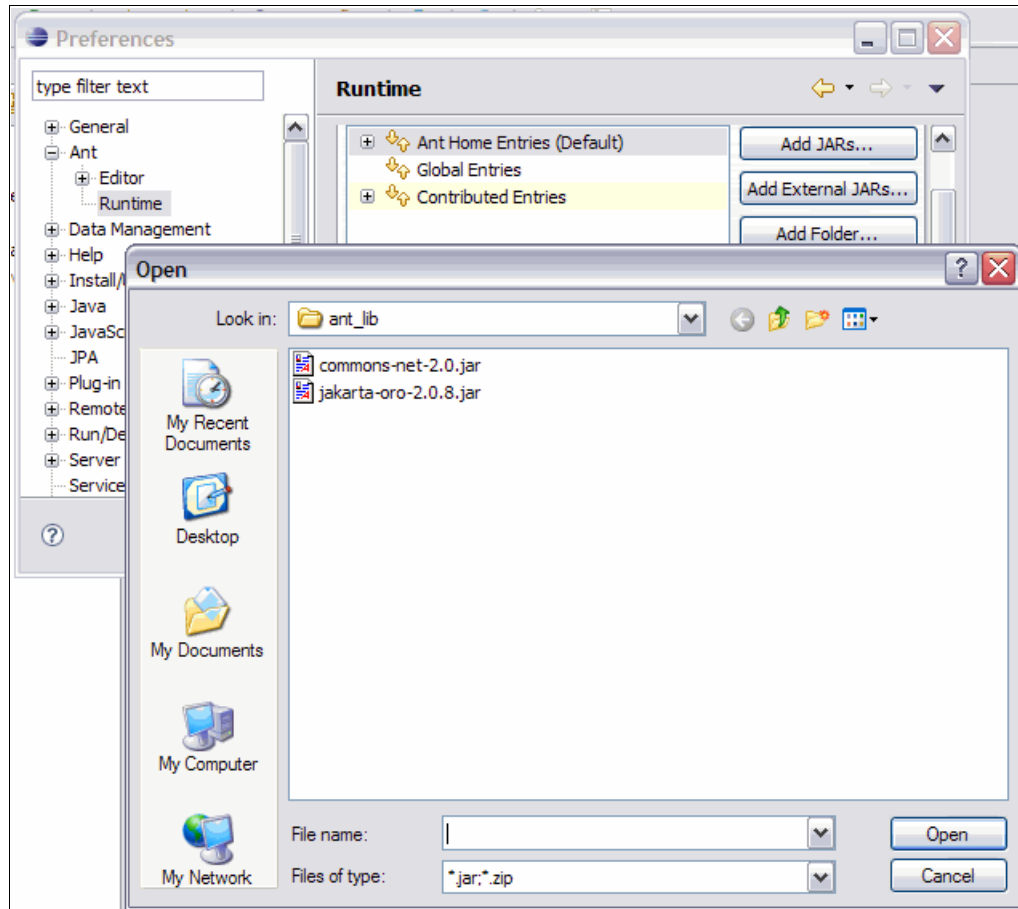 Preferences
type filter text
Runtime
General
Ant
Editor
Runtime
Data Management
Help
Install/
Java
JavaSc
JPA
Plug-in
Remote
Run/De
Server
Service
Ant Home Entries (Default)
Global Entries
Contributed Entries
Add JARs...
Add External JARs...
Add Folder...
Open
Look in:
ant_lib
commons-net-2.0.jar
jakarta-oro-2.0.8.jar
My Recent
Documents
Desktop
My Documents
My Computer
My Network
File name:
Open
Files of type:
*.jar;*.zip
Cancel